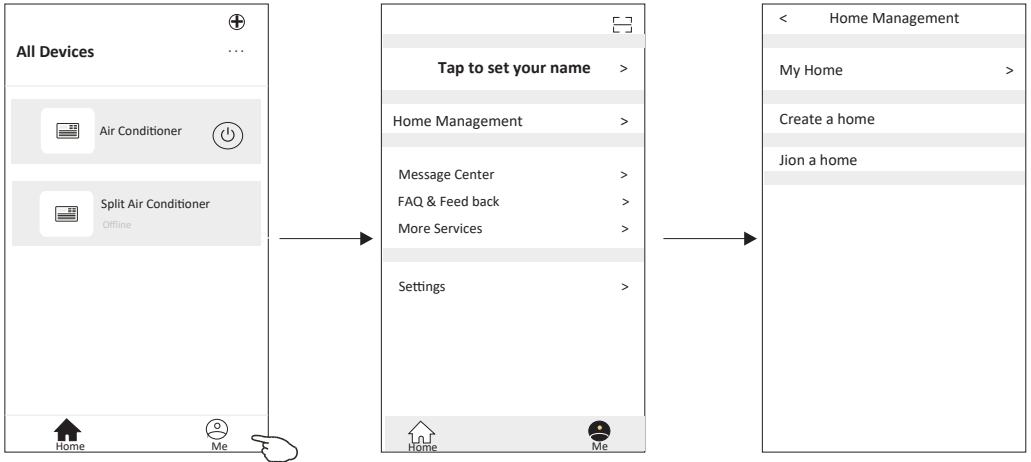 All Devices
...
Air Conditioner
Split Air Conditioner
Offline
Home
Me
Tap to set your name >
Home Management >
Message Center >
FAQ & Feed back >
More Services >
Settings >
Home
Me
< Home Management
My Home >
Create a home
Jion a home